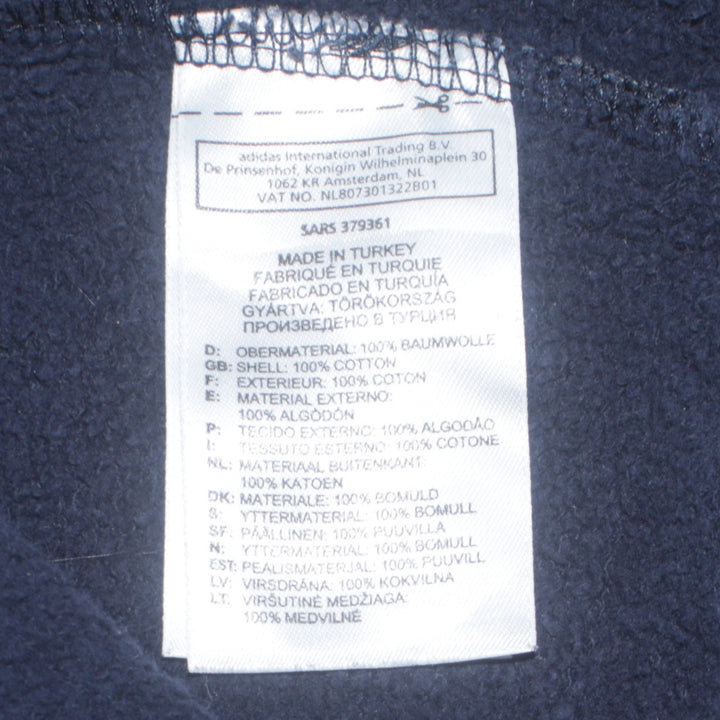 adidas International Trading B.V.
De Prinsenhof, Konigin Wilhelminaplein 30
1062 KR Amsterdam, NL
VAT NO. NL807301322B01
SARS 379361
MADE IN TURKEY
FABRIQUÉ EN TURQUIE
FABRICADO EN TURQUÍA
GYÁRTVA: TÖRÖKORSZÁG
ПРОИЗВЕДЕНО В ТУРЦИЯ
D: OBERMATERIAL: 100% BAUMWOLLE
GB: SHELL: 100% COTTON
F: EXTERIEUR: 100% COTON
E: MATERIAL EXTERNO:
100% ALGODÓN
P: TECIDO EXTERNO: 100% ALGODÃO
I: TESSUTO ESTERNO: 100% COTONE
NL: MATERIAAL BUITENKANT:
100% KATOEN
DK: MATERIALE: 100% BOMULD
S: YTTERMATERIAL: 100% BOMULL
SF: PÄÄLLINEN: 100% PUUVILLA
N: YTTERMATERIAL: 100% BOMULL
EST: PEALISMATERJAL: 100% PUUVILL
LV: VIRSDRĀNA: 100% KOKVILNA
LT: VIRŠUTINĖ MEDŽIAGA:
100% MEDVILNĖ